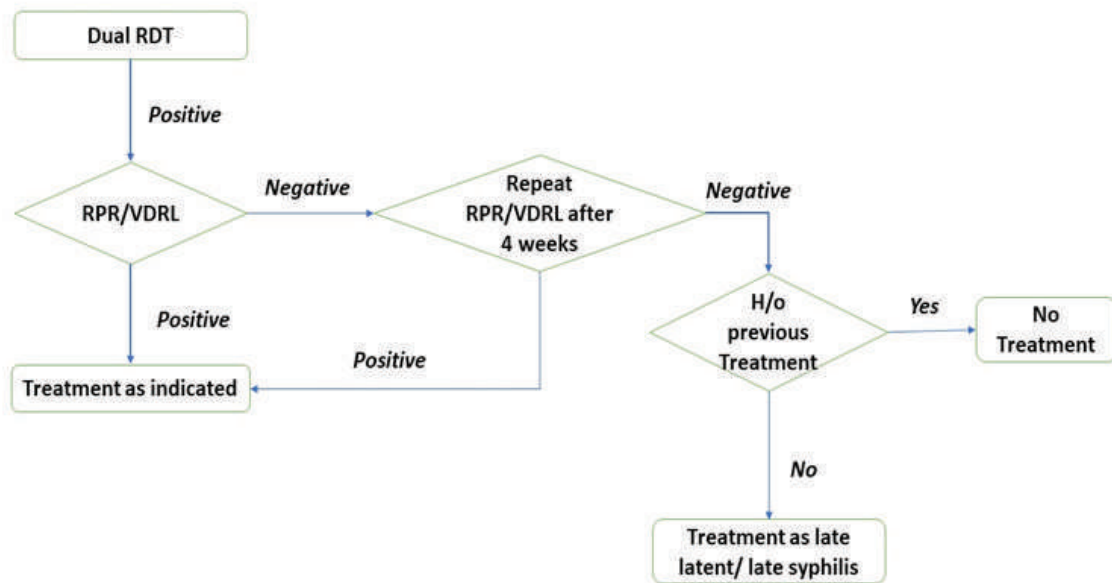 Dual RDT
Positive
RPR/VDRL
Negative
Repeat
RPR/VDRL after
4 weeks
Negative
Positive
Treatment as indicated
Positive
H/o
previous
Treatment
Yes
No
Treatment
No
Treatment as late
latent/ late syphilis